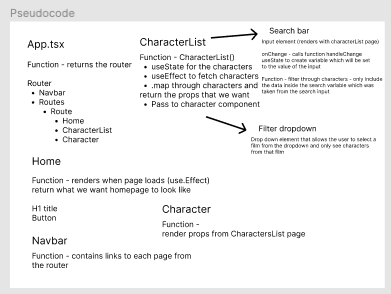 Pseudocode
App.tsx
Function - returns the router
Router
• Navbar
• Routes
• Route
• Home
• CharacterList
• Character
CharacterList
Function - CharacterList()
• useState for the characters
• useEffect to fetch characters
• .map through characters and
return the props that we want
• Pass to character component
Search bar
Input element (renders with characterList page)
onChange - calls function handleChange
useState to create variable which will be set
to the value of the input
Function - filter through characters - only include
the data inside the search variable which was
taken from the search input
Filter dropdown
Drop down element that allows the user to select a
film from the dropdown and only see characters
from that film
Home
Function - renders when page loads (use.Effect)
return what we want homepage to look like
H1 title
Button
Character
Function -
render props from CharactersList page
Navbar
Function - contains links to each page from
the router